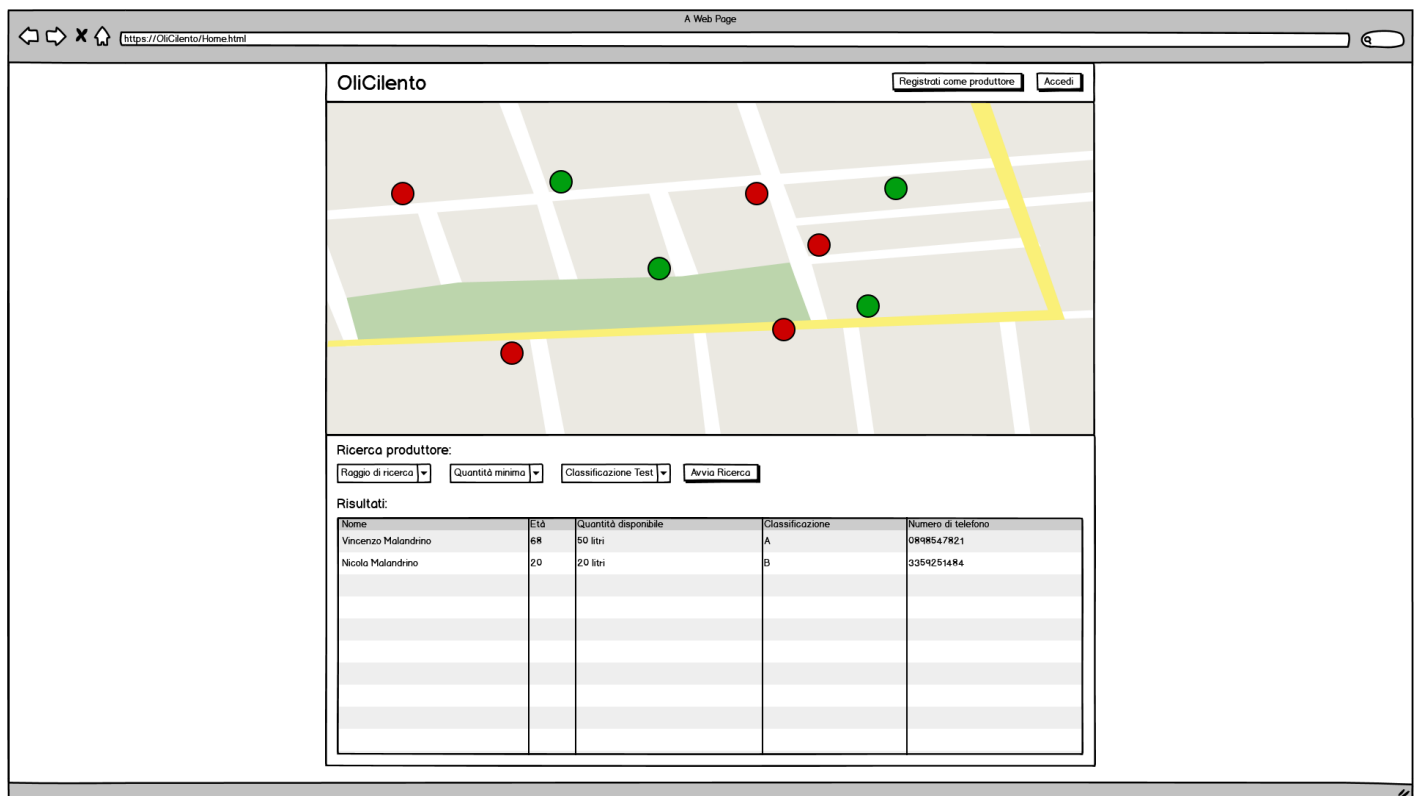 A Web Page
https://OliCilento/Home.html
OliCilento
Registrati come produttore
Accedi
Ricerca produttore:
Raggio di ricerca
Quantità minima
Classificazione Test
Avvia Ricerca
Risultati:
Nome Età Quantità disponibile Classificazione Numero di telefono
Vincenzo Malandrino 68 50 litri A 0898547821
Nicola Malandrino 20 20 litri B 3359251484